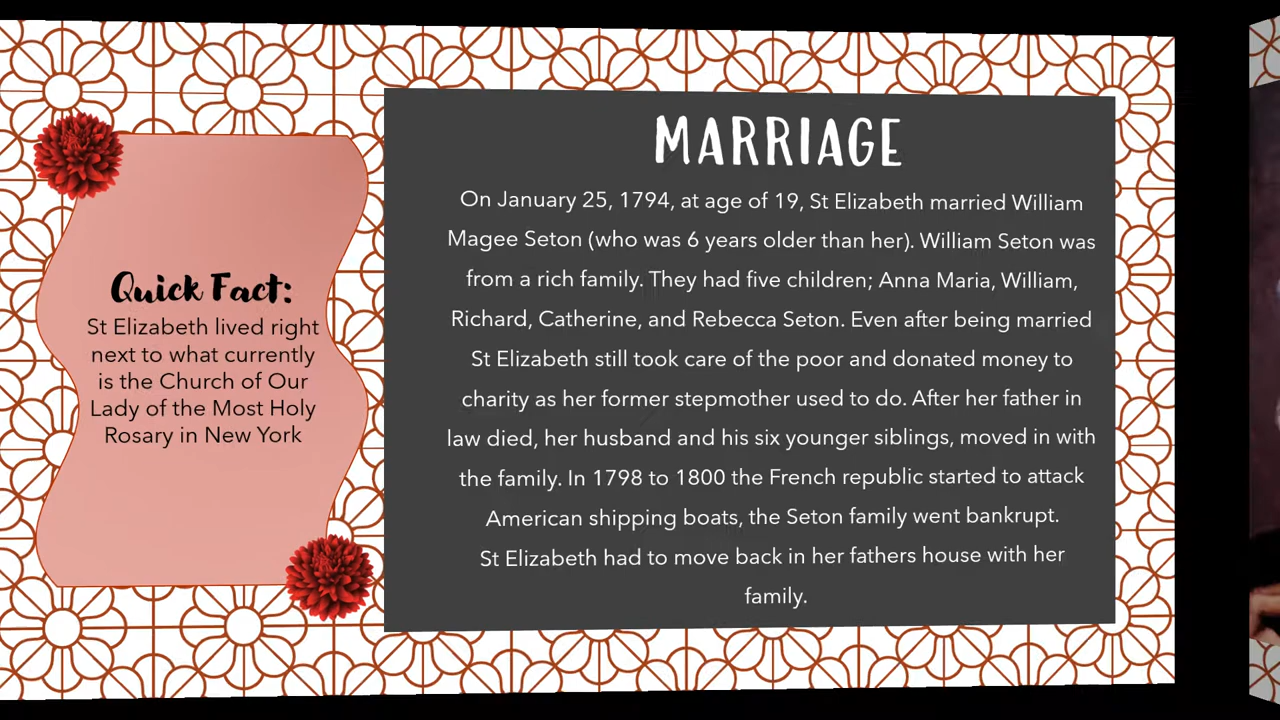 Quick Fact:
St Elizabeth lived right
next to what currently
is the Church of Our
Lady of the Most Holy
Rosary in New York
MARRIAGE
On January 25, 1794, at age of 19, St Elizabeth married William
Magee Seton (who was 6 years older than her). William Seton was
from a rich family. They had five children; Anna Maria, William,
Richard, Catherine, and Rebecca Seton. Even after being married
St Elizabeth still took care of the poor and donated money to
charity as her former stepmother used to do. After her father in
law died, her husband and his six younger siblings, moved in with
the family. In 1798 to 1800 the French republic started to attack
American shipping boats, the Seton family went bankrupt.
St Elizabeth had to move back in her fathers house with her
family.